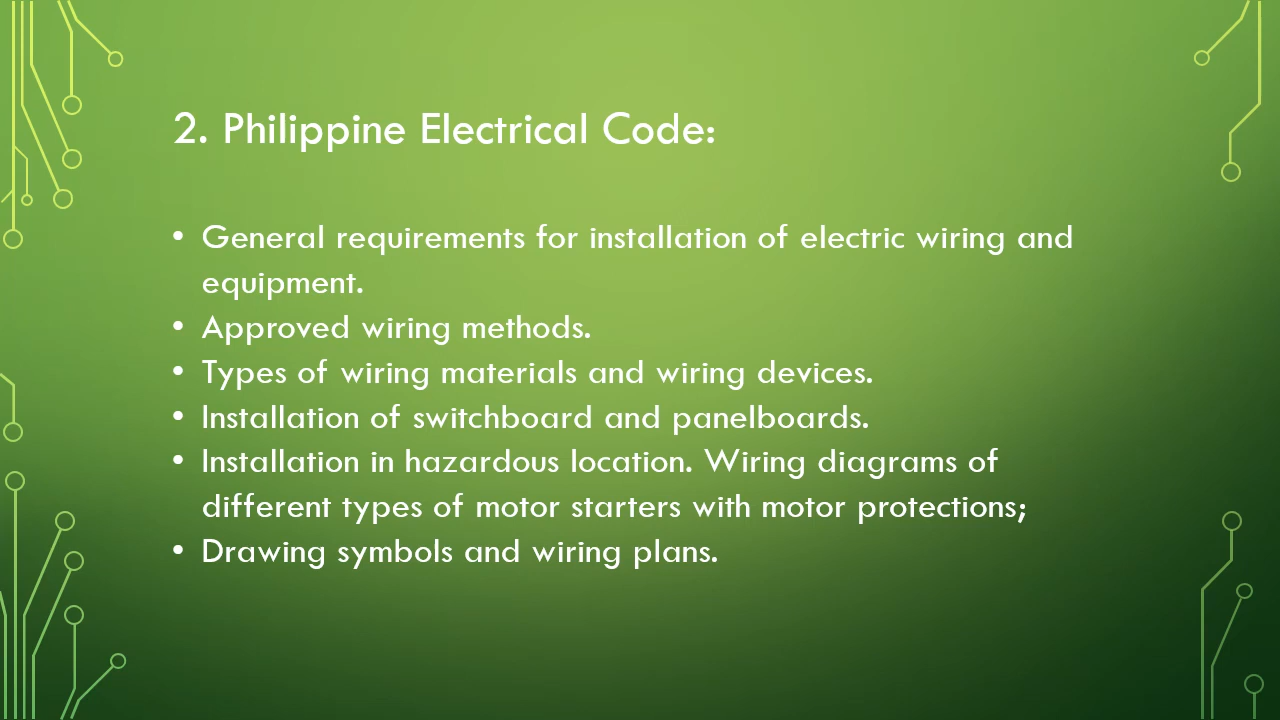 2. Philippine Electrical Code:
• General requirements for installation of electric wiring and
equipment.
• Approved wiring methods.
• Types of wiring materials and wiring devices.
• Installation of switchboard and panelboards.
• Installation in hazardous location. Wiring diagrams of
different types of motor starters with motor protections;
• Drawing symbols and wiring plans.